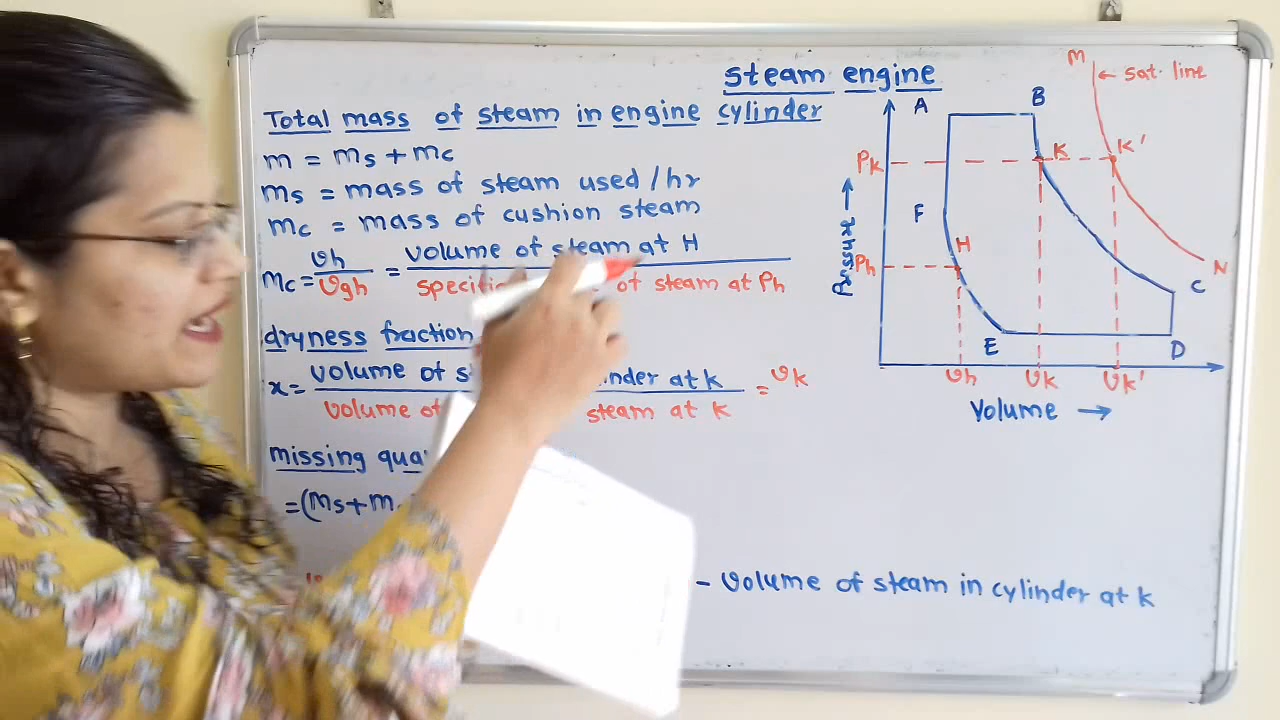 steam engine
Total mass of steam in engine cylinder
m = ms + mc
ms = mass of steam used / hr
mc = mass of cushion steam
mc = vh / vgh = volume of steam at H / of steam at Ph
dryness fraction
x = volume of at k / volume of steam at k = vk
missing
= (ms + m
- volume of steam in cylinder at k
M
← sat. line
A
B
Pk
K
K'
F
H
Ph
N
C
E
D
Pressure →
vh
vk
vk'
Volume →